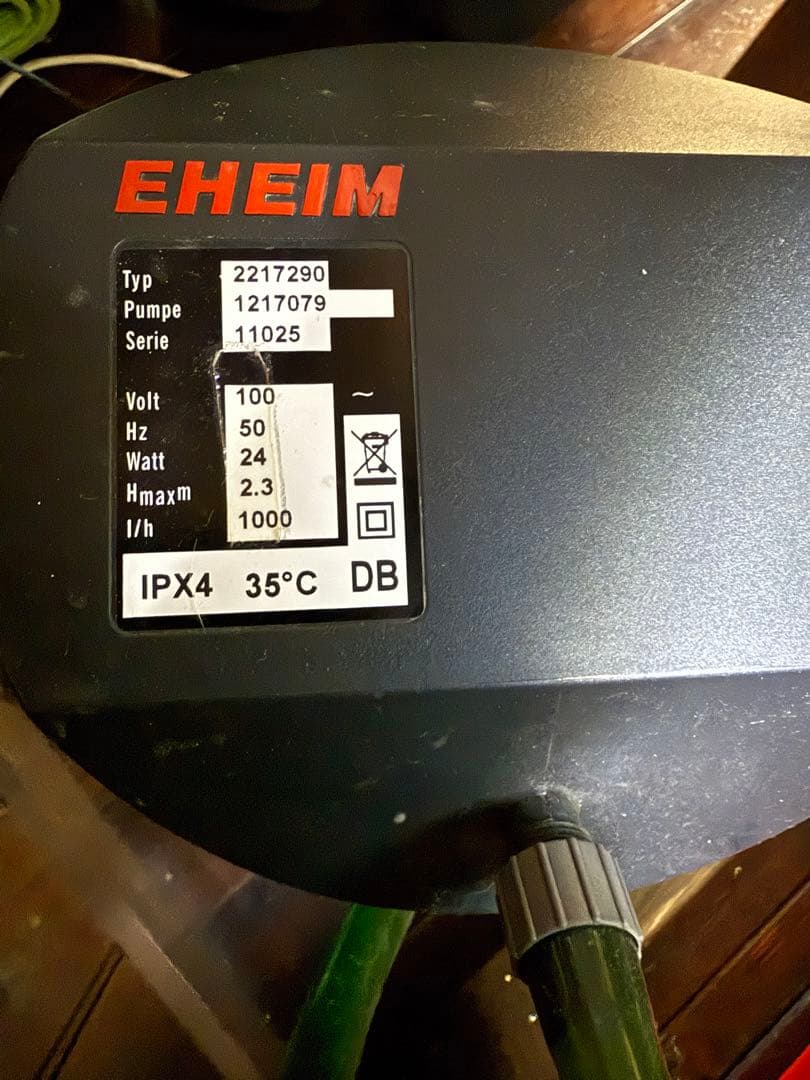 EHEIM
Typ 2217290
Pumpe 1217079
Serie 11025
Volt 100 ~
Hz 50
Watt 24
Hmaxm 2.3
l/h 1000
IPX4 35°C DB